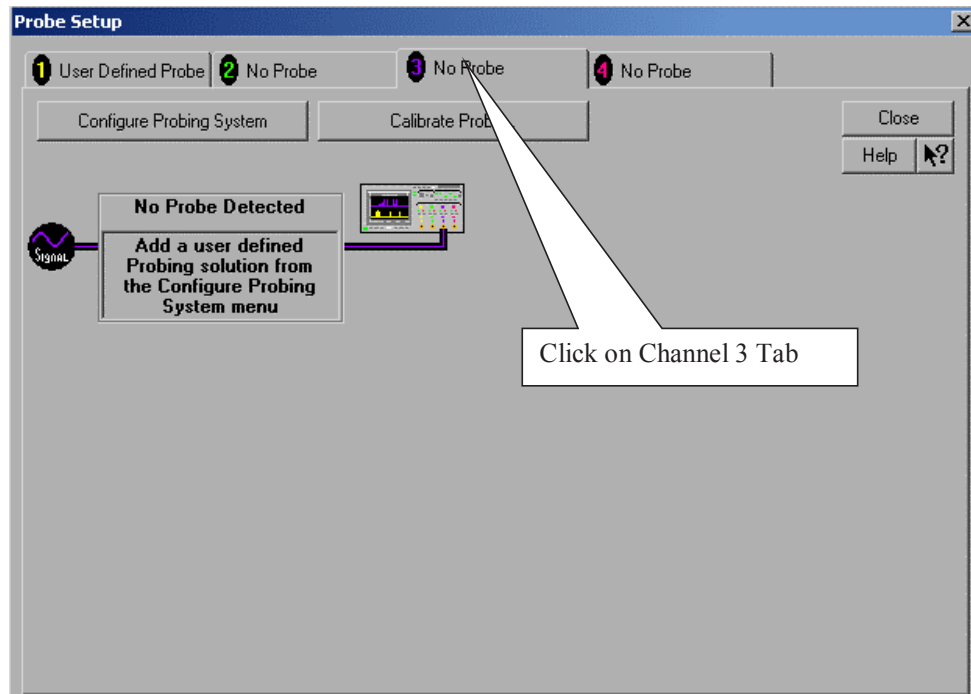 Probe Setup
1 User Defined Probe 2 No Probe 3 No Probe 4 No Probe
Configure Probing System Calibrate Prob
Close
Help ?
No Probe Detected
Add a user defined
Probing solution from
the Configure Probing
System menu
SIGNAL
Click on Channel 3 Tab